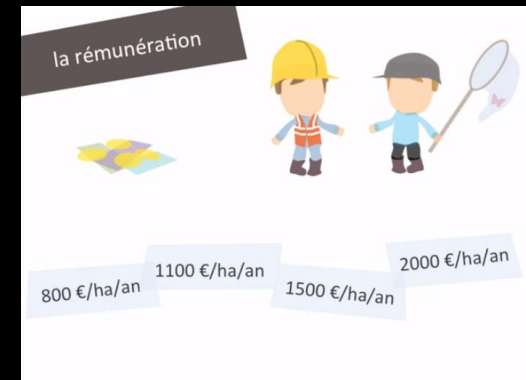 la rémunération
800 €/ha/an
1100 €/ha/an
1500 €/ha/an
2000 €/ha/an